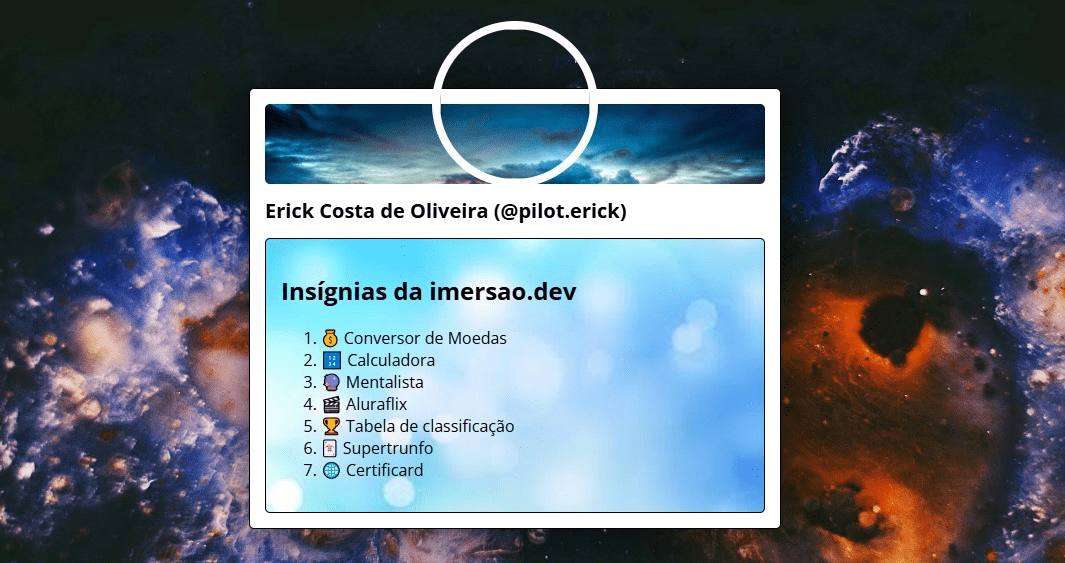 Erick Costa de Oliveira (@pilot.erick)
Insígnias da imersao.dev
1. 💰 Conversor de Moedas
2. 🔢 Calculadora
3. 🔮 Mentalista
4. 🎬 Aluraflix
5. 🏆 Tabela de classificação
6. 🃏 Supertrunfo
7. 🌐 Certificard